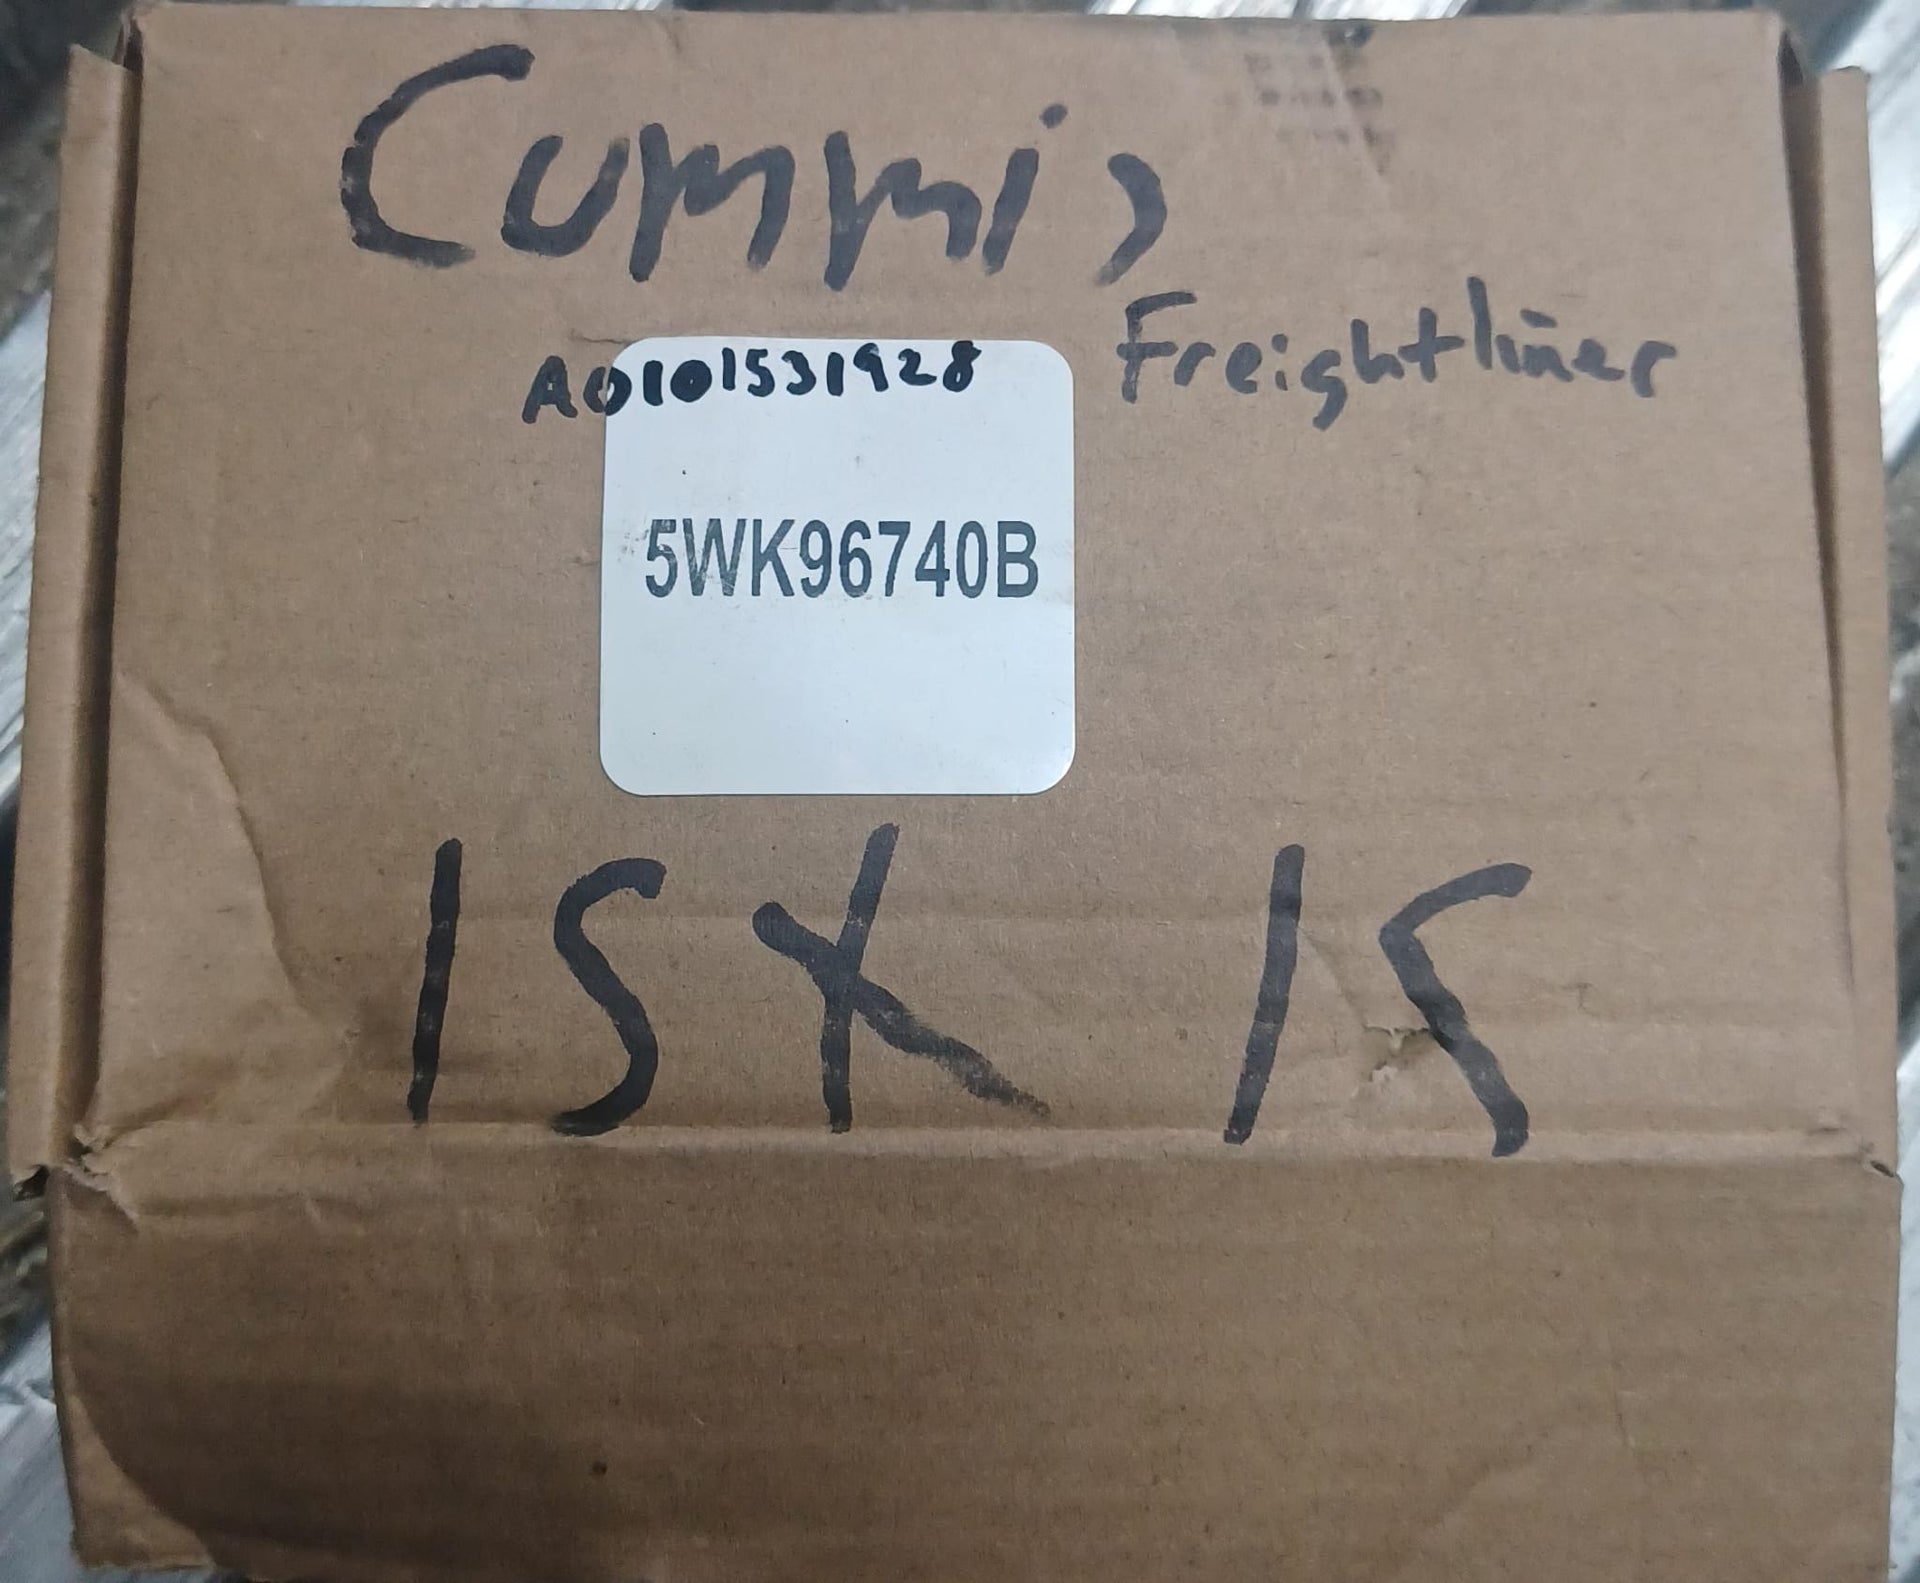 Cummis
Freightliner
A0101531928
5WK96740B
ISX 15